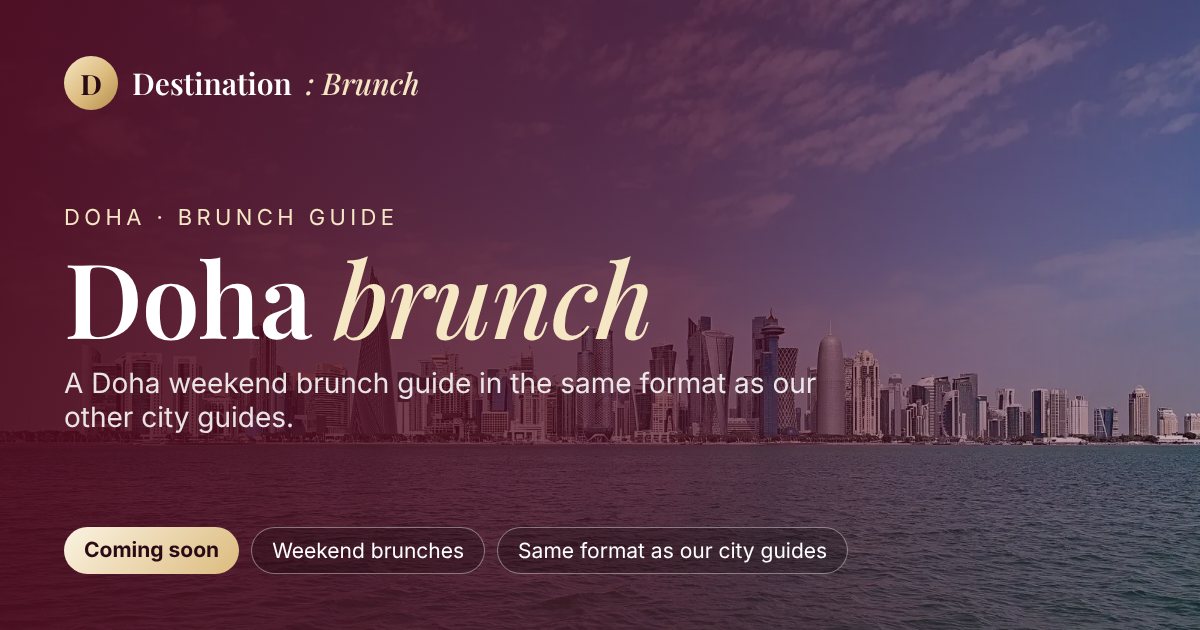 D Destination : Brunch
DOHA · BRUNCH GUIDE
Doha brunch
A Doha weekend brunch guide in the same format as our
other city guides.
Coming soon Weekend brunches Same format as our city guides